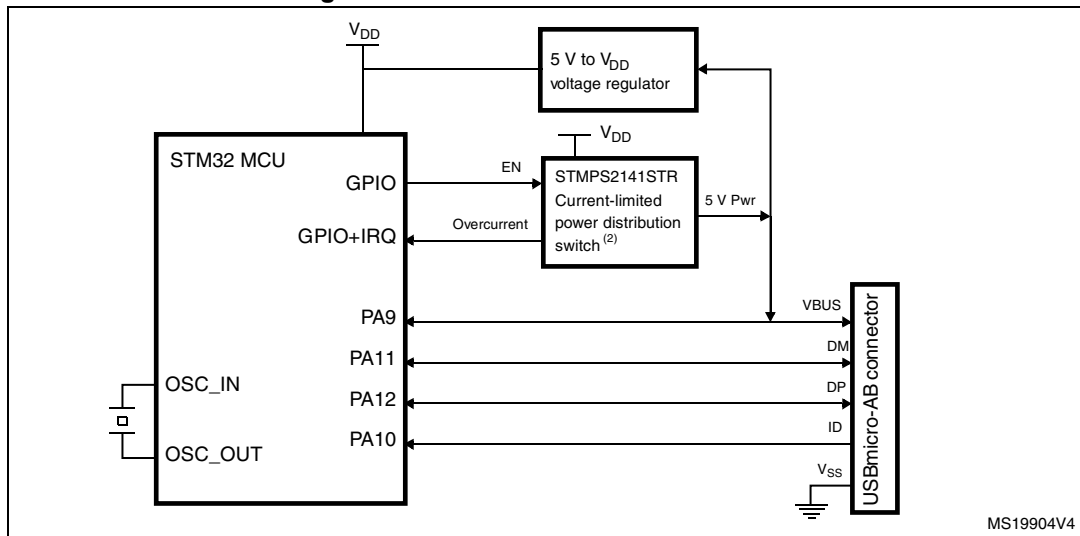 VDD
5 V to VDD
voltage regulator
VDD
STM32 MCU
GPIO
EN
STMPS2141STR
Current-limited
power distribution
switch (2)
5 V Pwr
GPIO+IRQ
Overcurrent
PA9
VBUS
PA11
DM
OSC_IN
PA12
DP
PA10
ID
OSC_OUT
VSS
USBmicro-AB connector
MS19904V4